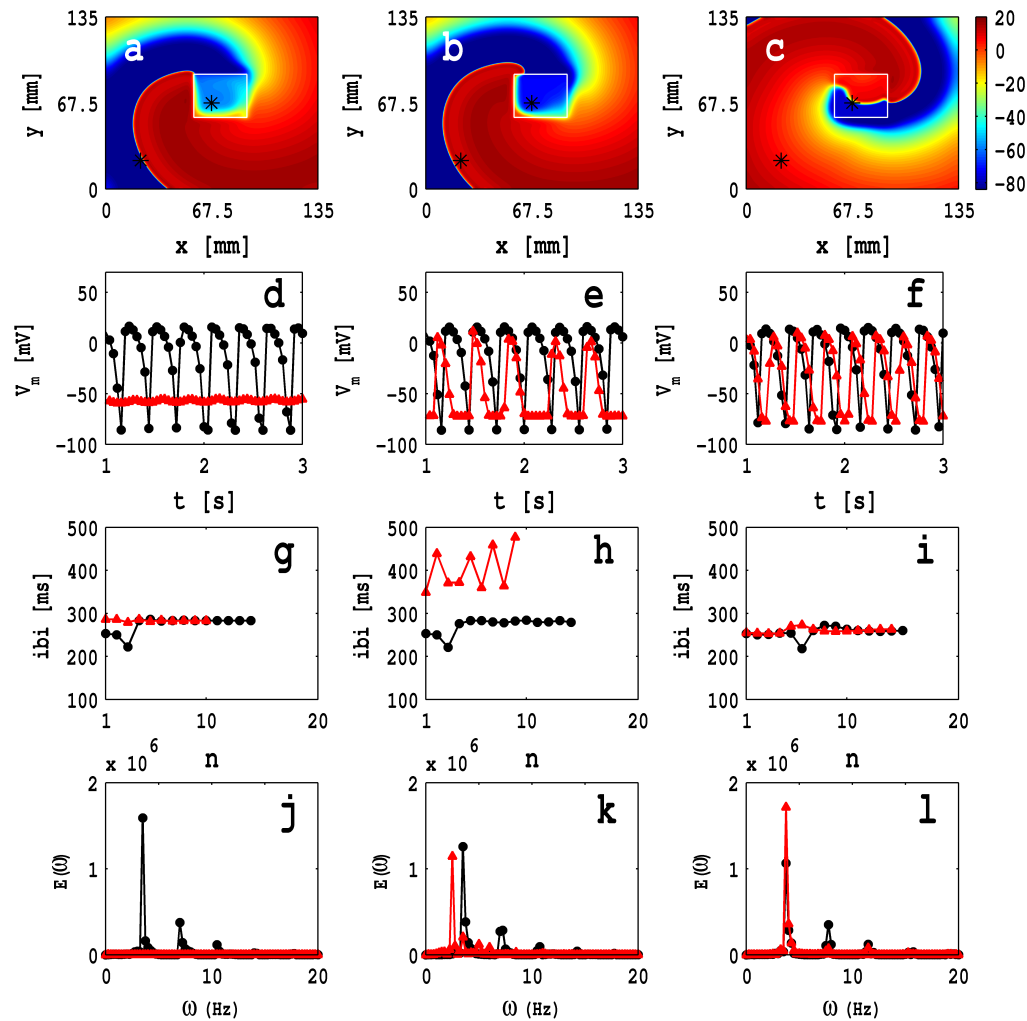 135 135 135 20
a b c
y [mm] 67.5 y [mm] 67.5 y [mm] 67.5 0
−20
−40
−60
0 0 0 −80
0 67.5 135 0 67.5 135 0 67.5 135
x [mm] x [mm] x [mm]
50 d 50 e 50 f
Vm [mV] 0 Vm [mV] 0 Vm [mV] 0
−50 −50 −50
−100 −100 −100
1 2 3 1 2 3 1 2 3
t [s] t [s] t [s]
500 g 500 h 500 i
400 400 400
ibi [ms] 300 ibi [ms] 300 ibi [ms] 300
200 200 200
100 100 100
1 10 20 1 10 20 1 10 20
n n n
x 10^6 x 10^6 x 10^6
2 j 2 k 2 l
E(ω) 1 E(ω) 1 E(ω) 1
0 0 0
0 5 10 15 20 0 5 10 15 20 0 5 10 15 20
ω (Hz) ω (Hz) ω (Hz)